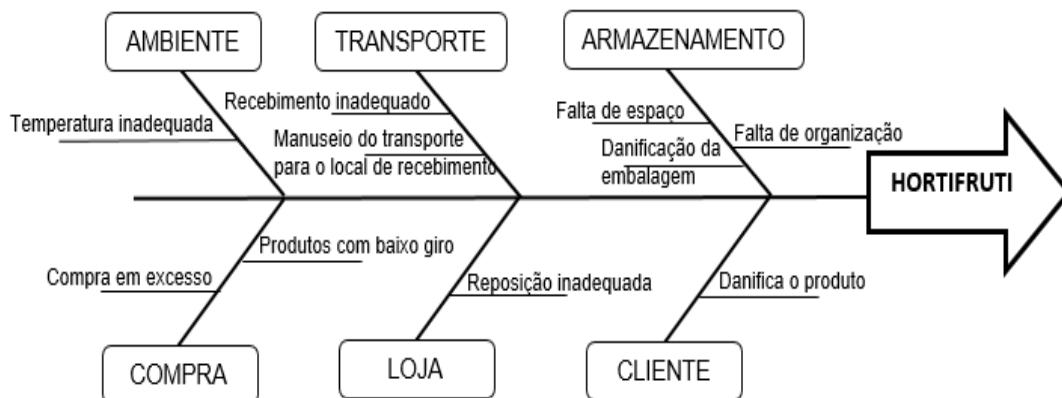 AMBIENTE
TRANSPORTE
ARMAZENAMENTO
Temperatura inadequada
Recebimento inadequado
Manuseio do transporte
para o local de recebimento
Falta de espaço
Falta de organização
Danificação da
embalagem
HORTIFRUTI
Compra em excesso
Produtos com baixo giro
Reposição inadequada
Danifica o produto
COMPRA
LOJA
CLIENTE